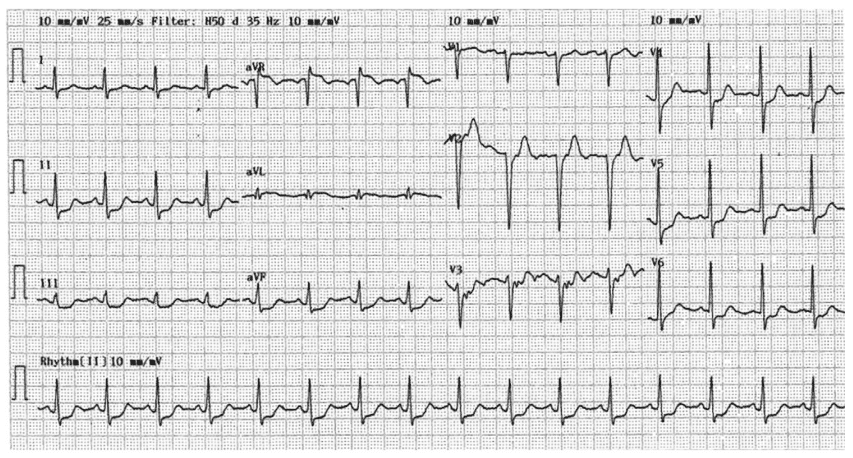 10 mm/mV 25 mm/s Filter: H50 d 35 Hz 10 mm/mV
10 mm/mV
10 mm/mV
I
aVR
V1
V4
II
aVL
V2
V5
III
aVF
V3
V6
Rhythm[II]10 mm/mV